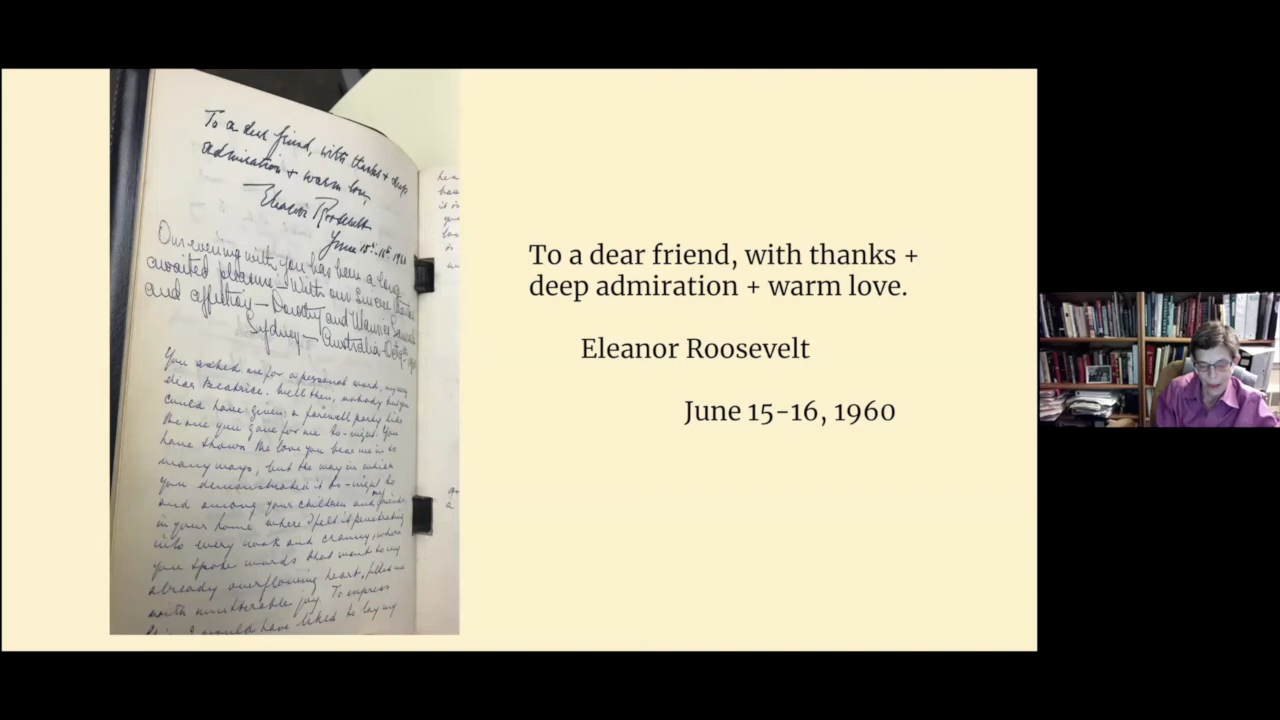 To a dear friend, with thanks + deep
admiration + warm love,
Eleanor Roosevelt
June 15th-16th, 1960
Our evening with you has been a long
awaited pleasure - With our sincere
and affection - Dorothy and Maurice
Sydney - Australia
You asked me for a personal word, my very
dear Beatrice. Well then, nobody but you
could have given a farewell party like
the one you gave for me to-night. You
have shown the love you bear me in so
many ways, but the way in which
you demonstrated it to-night to
and among your children and my friends
in your home where I felt it penetrating
into every nook and cranny, where
you spoke words that went to my
already overflowing heart, filled me
with unutterable joy. To express
I would have liked to lay my
To a dear friend, with thanks +
deep admiration + warm love.
Eleanor Roosevelt
June 15-16, 1960